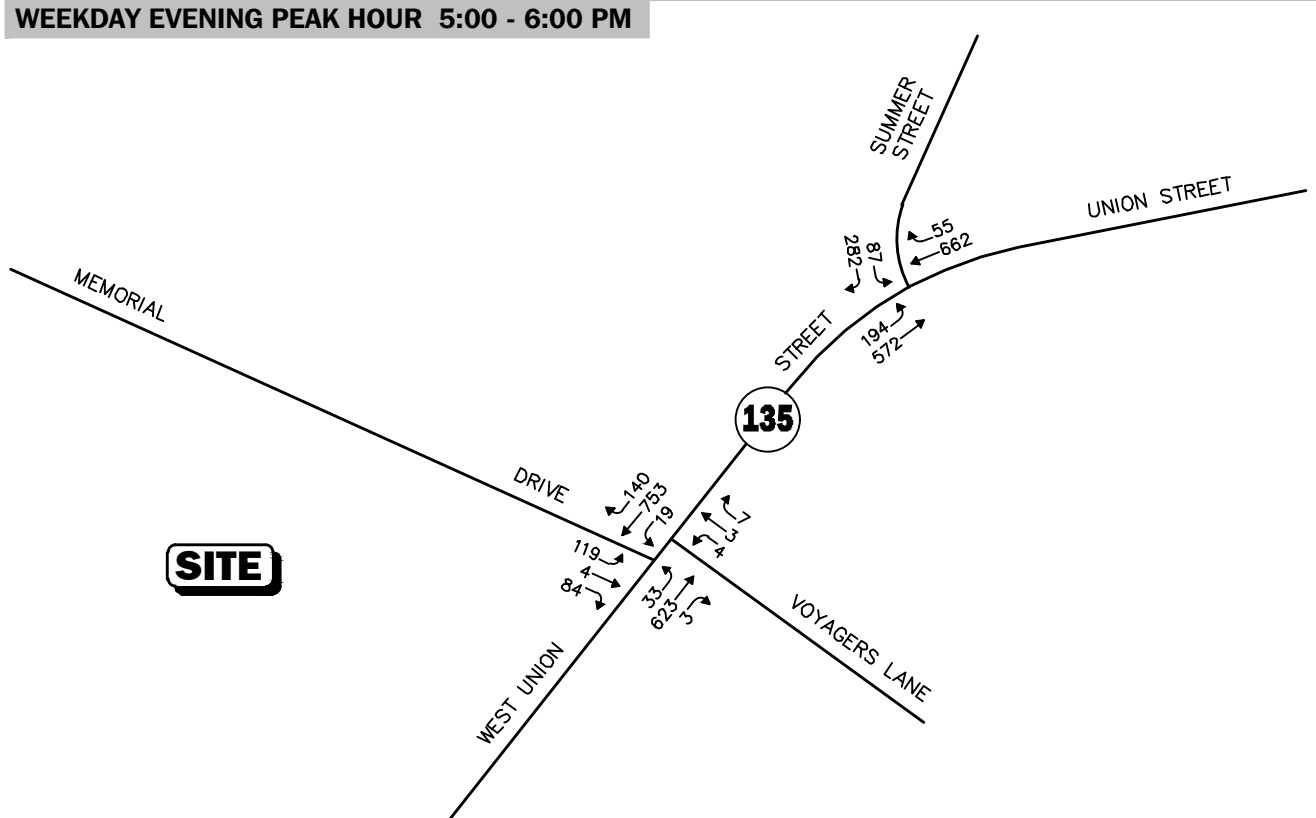 WEEKDAY EVENING PEAK HOUR 5:00 - 6:00 PM
SUMMER
STREET
UNION STREET
55
662
87
282
194
572
STREET
135
MEMORIAL
DRIVE
140
753
19
7
3
4
119
4
84
33
623
3
SITE
VOYAGERS LANE
WEST UNION